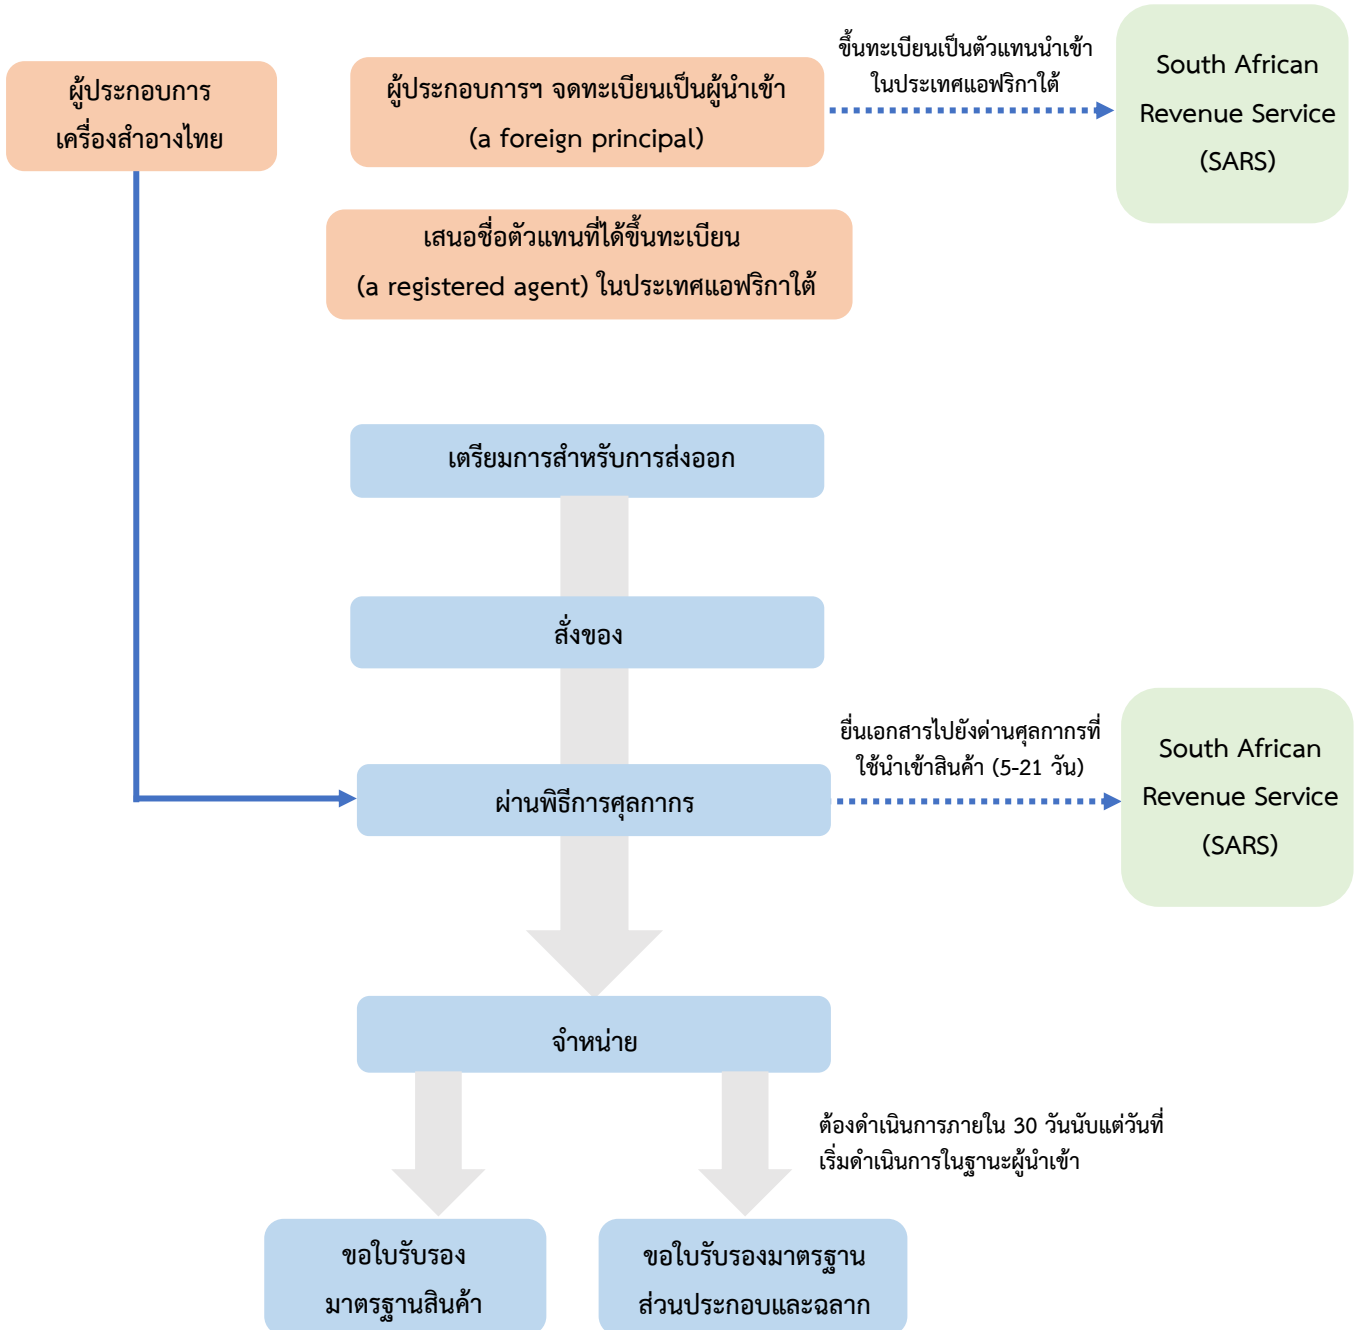 ผู้ประกอบการ
เครื่องสำอางไทย
ผู้ประกอบการฯ จดทะเบียนเป็นผู้นำเข้า
(a foreign principal)
ขึ้นทะเบียนเป็นตัวแทนนำเข้า
ในประเทศแอฟริกาใต้
South African
Revenue Service
(SARS)
เสนอชื่อตัวแทนที่ได้ขึ้นทะเบียน
(a registered agent) ในประเทศแอฟริกาใต้
เตรียมการสำหรับการส่งออก
สั่งของ
ผ่านพิธีการศุลกากร
ยื่นเอกสารไปยังด่านศุลกากรที่
ใช้นำเข้าสินค้า (5-21 วัน)
South African
Revenue Service
(SARS)
จำหน่าย
ต้องดำเนินการภายใน 30 วันนับแต่วันที่
เริ่มดำเนินการในฐานะผู้นำเข้า
ขอใบรับรอง
มาตรฐานสินค้า
ขอใบรับรองมาตรฐาน
ส่วนประกอบและฉลาก